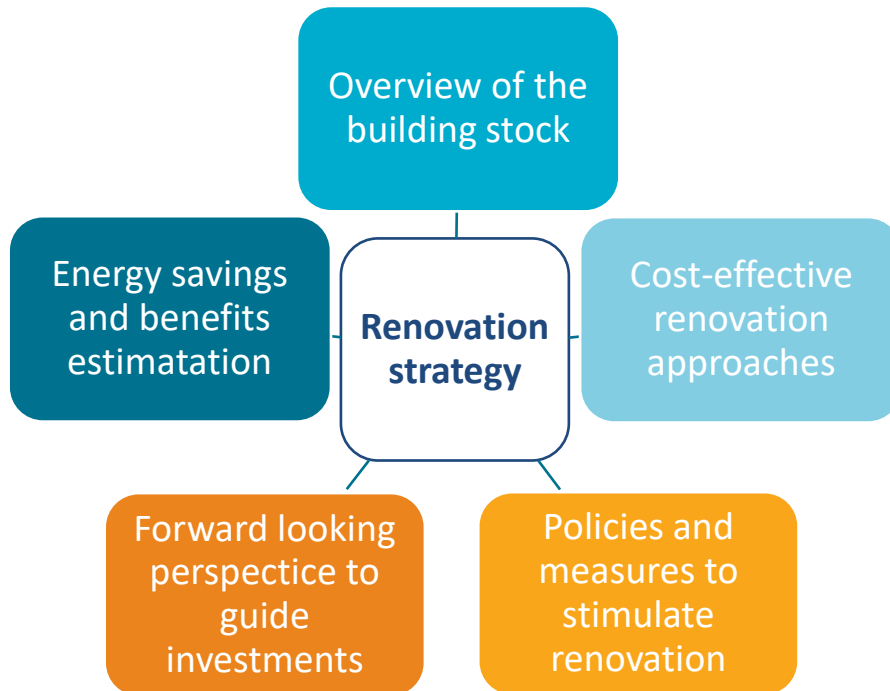 Overview of the
building stock
Energy savings
and benefits
estimatation
Renovation
strategy
Cost-effective
renovation
approaches
Forward looking
perspectice to
guide
investments
Policies and
measures to
stimulate
renovation